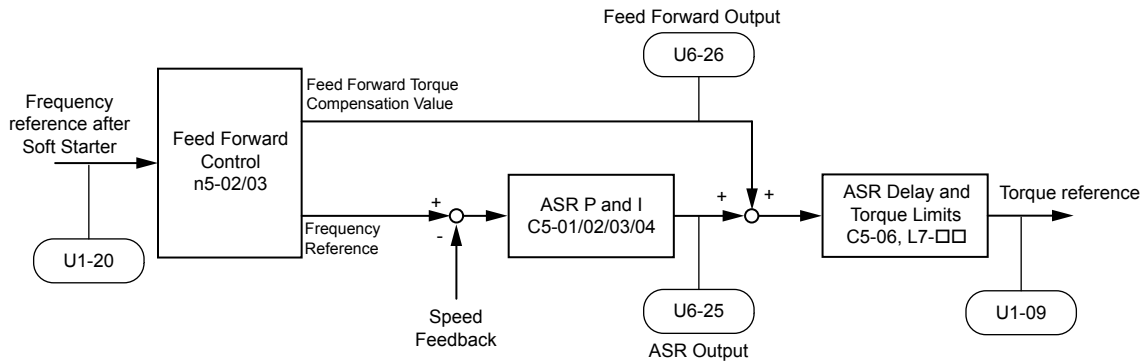 Feed Forward Output
U6-26
Feed Forward Torque
Compensation Value
Frequency
reference after
Soft Starter
Feed Forward
Control
n5-02/03
U1-20
Frequency
Reference
+
-
Speed
Feedback
ASR P and I
C5-01/02/03/04
+
+
U6-25
ASR Output
ASR Delay and
Torque Limits
C5-06, L7-□□
Torque reference
U1-09